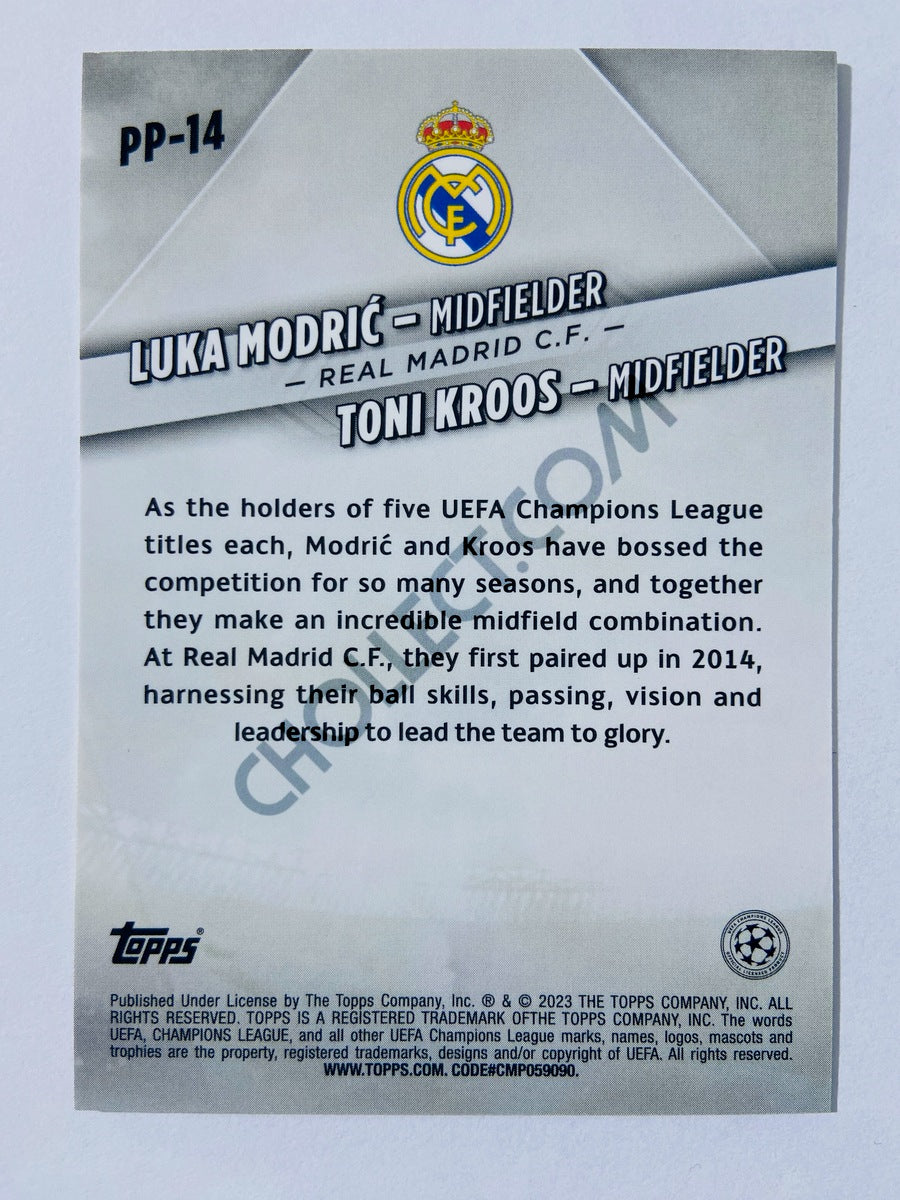 PP-14
LUKA MODRIĆ – MIDFIELDER
– REAL MADRID C.F. –
TONI KROOS – MIDFIELDER
As the holders of five UEFA Champions League
titles each, Modrić and Kroos have bossed the
competition for so many seasons, and together
they make an incredible midfield combination.
At Real Madrid C.F., they first paired up in 2014,
harnessing their ball skills, passing, vision and
leadership to lead the team to glory.
CHOLLECT.COM
Topps®
UEFA CHAMPIONS LEAGUE
OFFICIAL LICENSED PRODUCT
Published Under License by The Topps Company, Inc. ® & © 2023 THE TOPPS COMPANY, INC. ALL
RIGHTS RESERVED. TOPPS IS A REGISTERED TRADEMARK OFTHE TOPPS COMPANY, INC. The words
UEFA, CHAMPIONS LEAGUE, and all other UEFA Champions League marks, names, logos, mascots and
trophies are the property, registered trademarks, designs and/or copyright of UEFA. All rights reserved.
WWW.TOPPS.COM. CODE#CMP059090.